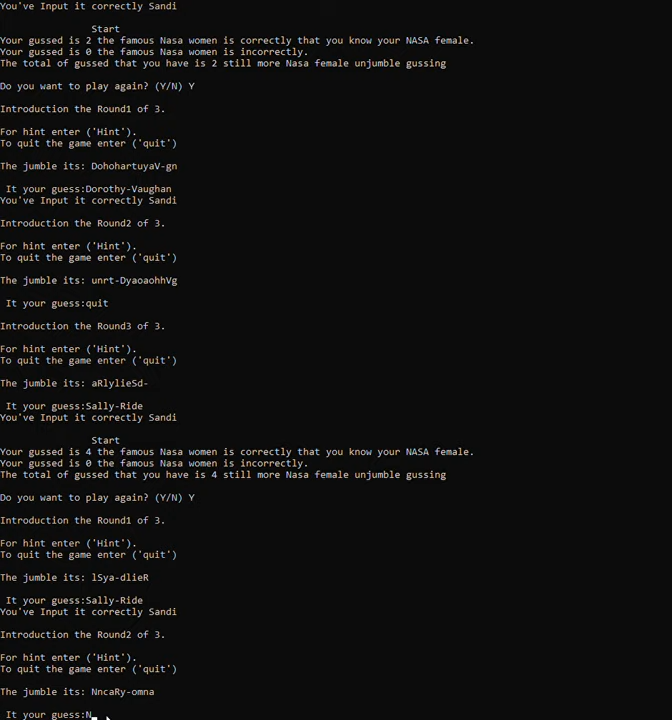 You've Input it correctly Sandi
Start
Your gussed is 2 the famous Nasa women is correctly that you know your NASA female.
Your gussed is 0 the famous Nasa women is incorrectly.
The total of gussed that you have is 2 still more Nasa female unjumble gussing
Do you want to play again? (Y/N) Y
Introduction the Round1 of 3.
For hint enter ('Hint').
To quit the game enter ('quit')
The jumble its: DohohartuyaV-gn
It your guess:Dorothy-Vaughan
You've Input it correctly Sandi
Introduction the Round2 of 3.
For hint enter ('Hint').
To quit the game enter ('quit')
The jumble its: unrt-DyaoaohhVg
It your guess:quit
Introduction the Round3 of 3.
For hint enter ('Hint').
To quit the game enter ('quit')
The jumble its: aRlylieSd-
It your guess:Sally-Ride
You've Input it correctly Sandi
Start
Your gussed is 4 the famous Nasa women is correctly that you know your NASA female.
Your gussed is 0 the famous Nasa women is incorrectly.
The total of gussed that you have is 4 still more Nasa female unjumble gussing
Do you want to play again? (Y/N) Y
Introduction the Round1 of 3.
For hint enter ('Hint').
To quit the game enter ('quit')
The jumble its: lSya-dlieR
It your guess:Sally-Ride
You've Input it correctly Sandi
Introduction the Round2 of 3.
For hint enter ('Hint').
To quit the game enter ('quit')
The jumble its: NncaRy-omna
It your guess:N